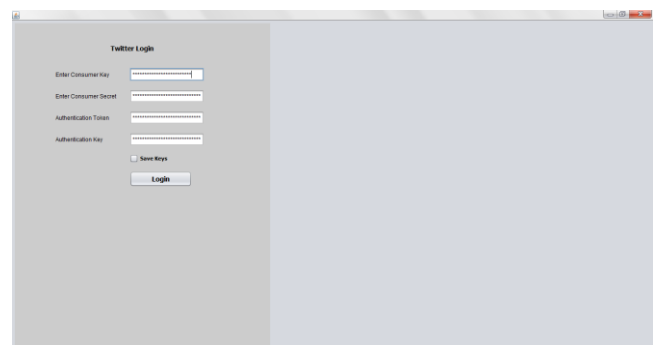 Twitter Login
Enter Consumer Key ************************
Enter Consumer Secret ****************************
Authentication Token ****************************
Authentication Key ****************************
Save Keys
Login